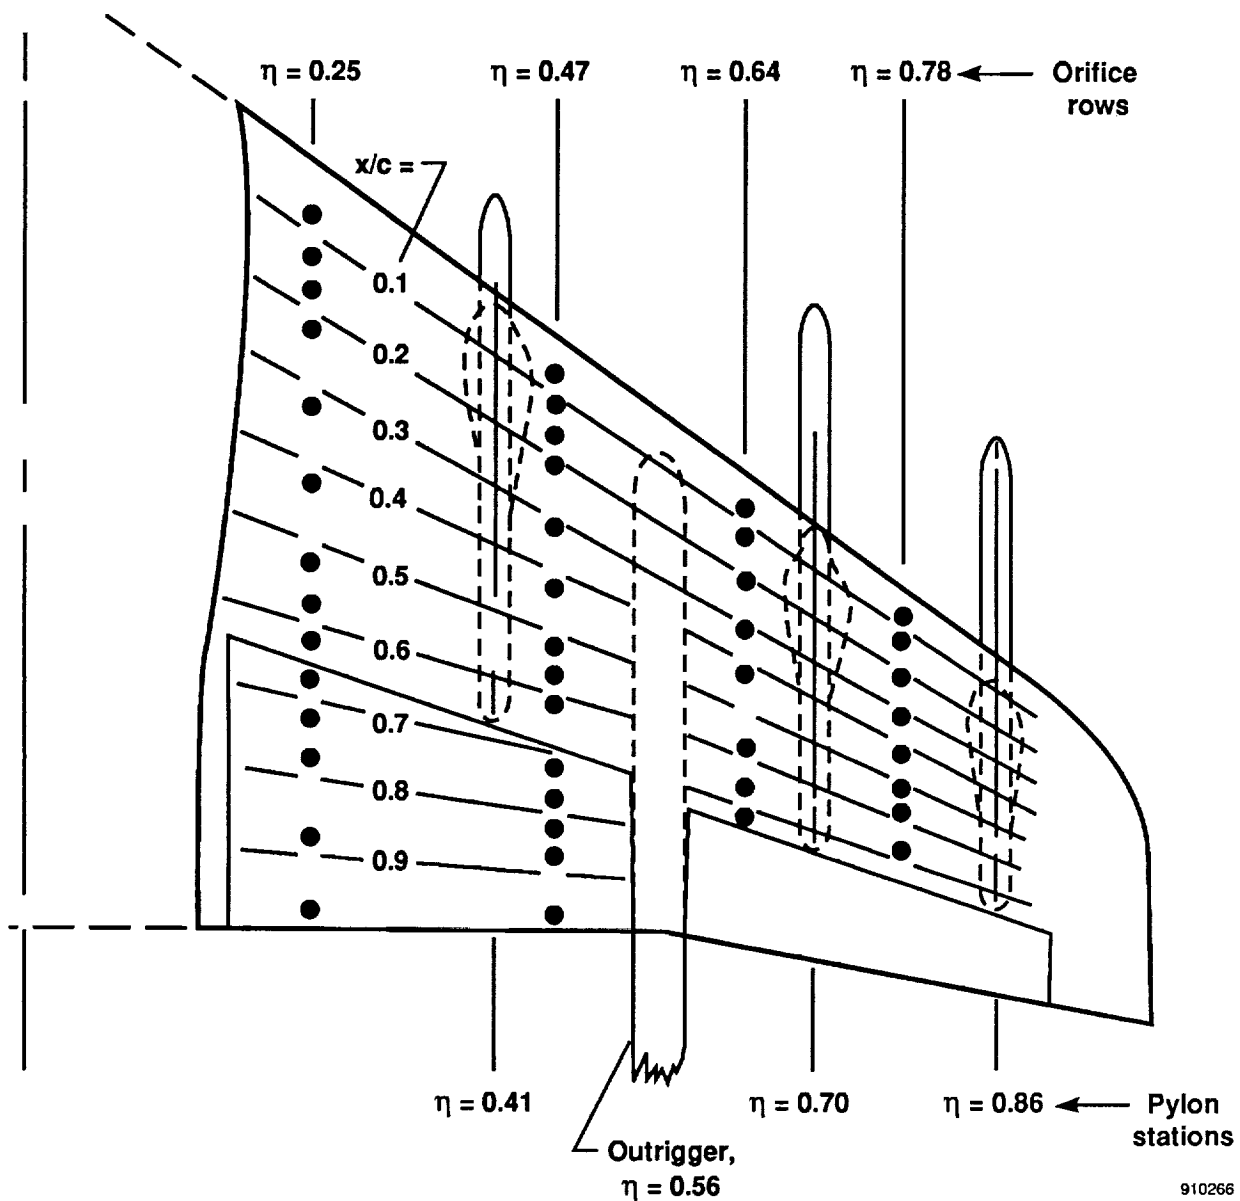 η = 0.25
η = 0.47
η = 0.64
η = 0.78
Orifice
rows
x/c =
0.1
0.2
0.3
0.4
0.5
0.6
0.7
0.8
0.9
η = 0.41
η = 0.70
η = 0.86
Pylon
stations
Outrigger,
η = 0.56
910266